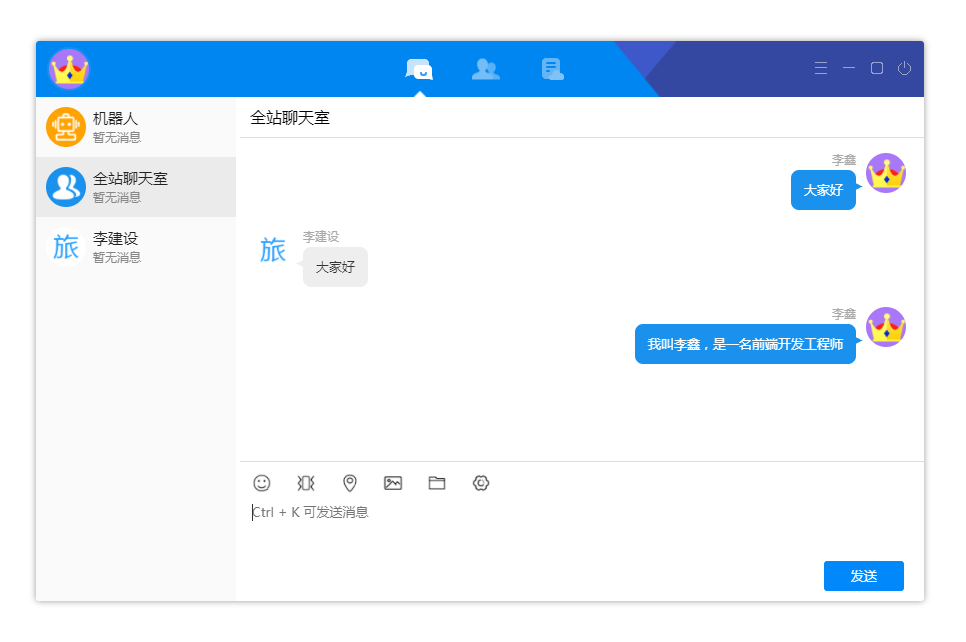 机器人
暂无消息
全站聊天室
暂无消息
旅
李建设
暂无消息
全站聊天室
李鑫
大家好
旅
李建设
大家好
李鑫
我叫李鑫，是一名前端开发工程师
Ctrl + K 可发送消息
发送